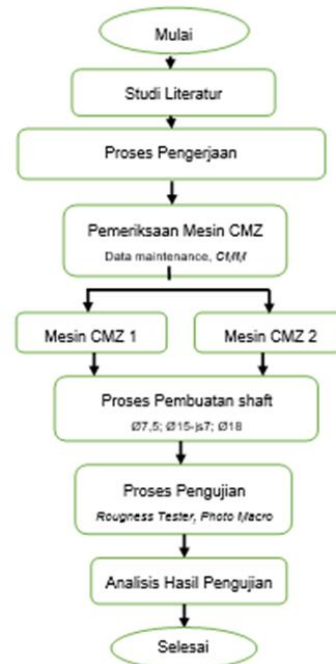 Mulai
Studi Literatur
Proses Pengerjaan
Pemeriksaan Mesin CMZ
Data maintenance,
Mesin CMZ 1
Mesin CMZ 2
Proses Pembuatan shaft
Ø7,5; Ø15-js7; Ø18
Proses Pengujian
Rougness Tester, Photo Macro
Analisis Hasil Pengujian
Selesai